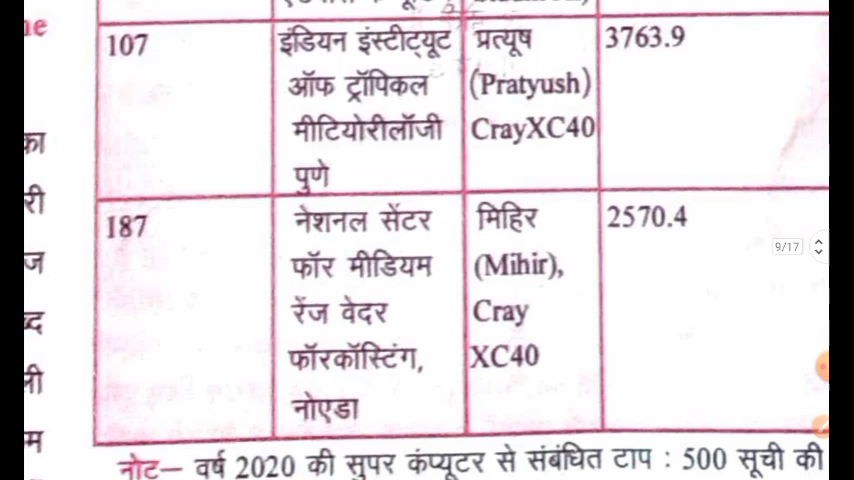 107 इंडियन इंस्टीट्यूट प्रत्यूष 3763.9
ऑफ ट्रॉपिकल (Pratyush)
मीटियोरीलॉजी CrayXC40
पुणे
187 नेशनल सेंटर मिहिर 2570.4
फॉर मीडियम (Mihir),
रेंज वेदर Cray
फॉरकॉस्टिंग, XC40
नोएडा
9/17
नोट– वर्ष 2020 की सुपर कंप्यूटर से संबंधित टाप : 500 सूची की